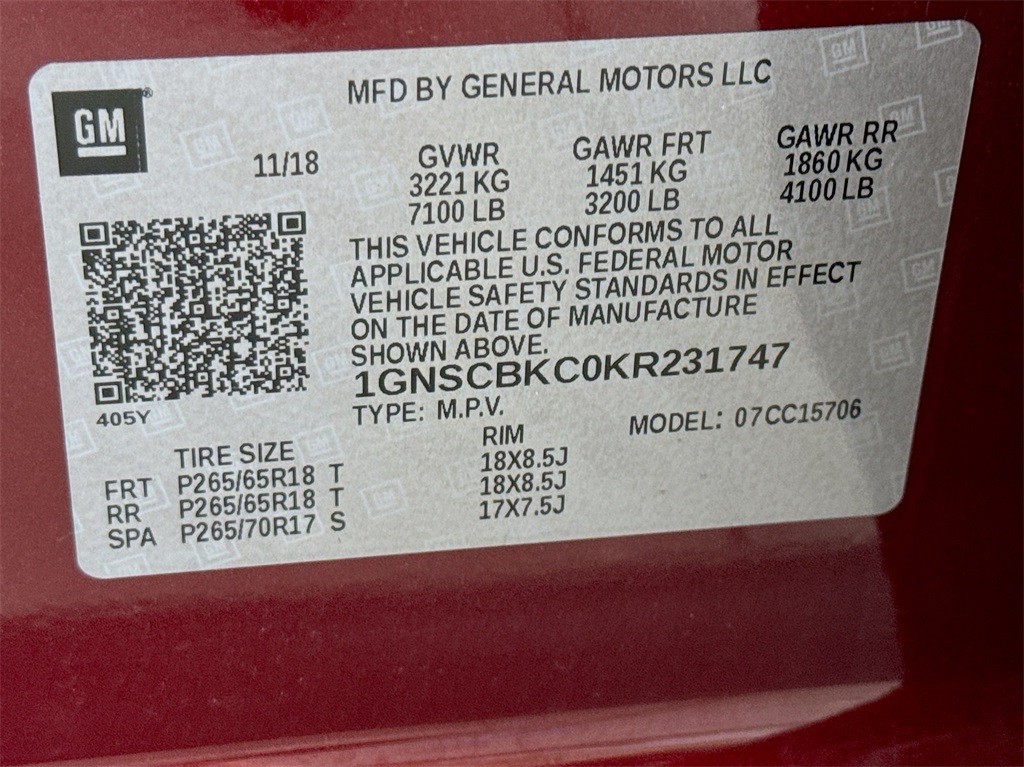 MFD BY GENERAL MOTORS LLC
GM ®
11/18
GVWR GAWR FRT GAWR RR
3221 KG 1451 KG 1860 KG
7100 LB 3200 LB 4100 LB
THIS VEHICLE CONFORMS TO ALL
APPLICABLE U.S. FEDERAL MOTOR
VEHICLE SAFETY STANDARDS IN EFFECT
ON THE DATE OF MANUFACTURE
SHOWN ABOVE.
1GNSCBKC0KR231747
405Y
TYPE: M.P.V. MODEL: 07CC15706
TIRE SIZE RIM
FRT P265/65R18 T 18X8.5J
RR P265/65R18 T 18X8.5J
SPA P265/70R17 S 17X7.5J